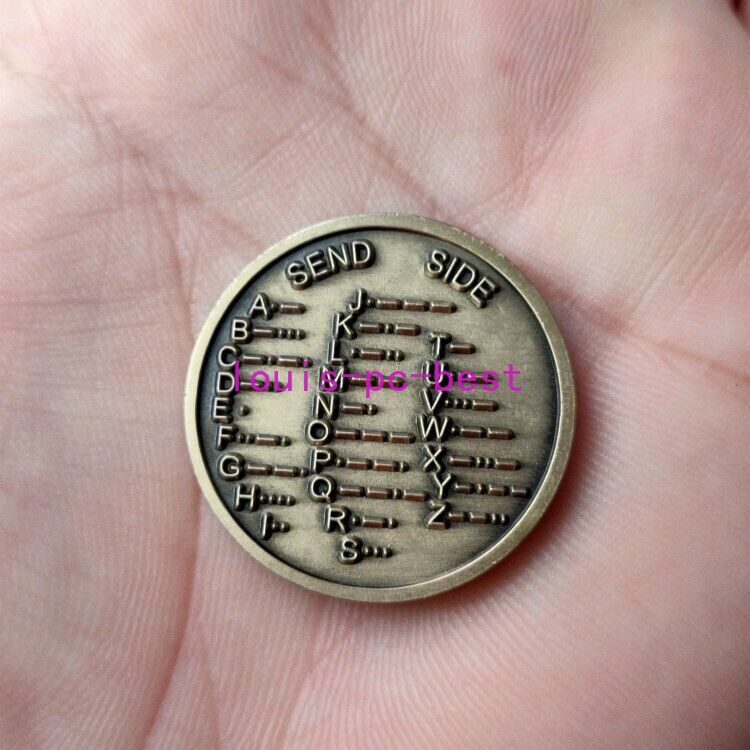 SEND SIDE
A •–
B –•••
C –•–•
D
E •
F ••–•
G ––•
H ••••
I ••
J •–––
K –•–
L •–••
M
N –•
O –––
P •––•
Q ––•–
R •–•
S •••
T –
V •••–
W •––
X –••–
Y –•––
Z ––••
louis-pc-best